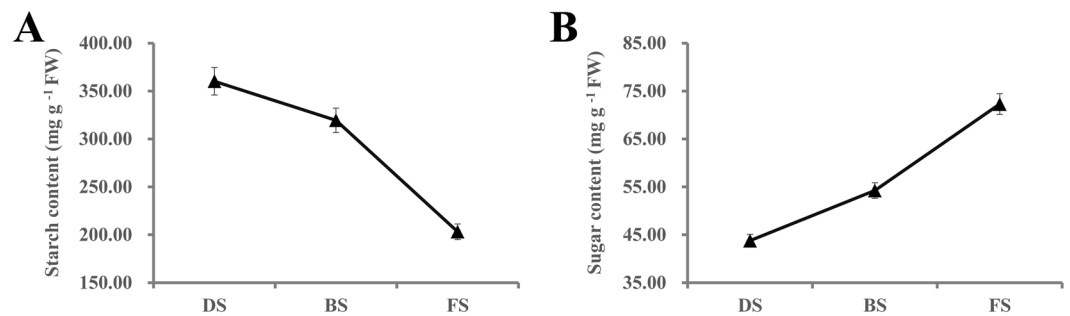 A
Starch content (mg g -1 FW)
400.00
350.00
300.00
250.00
200.00
150.00
DS BS FS
B
Sugar content (mg g -1 FW)
85.00
75.00
65.00
55.00
45.00
35.00
DS BS FS